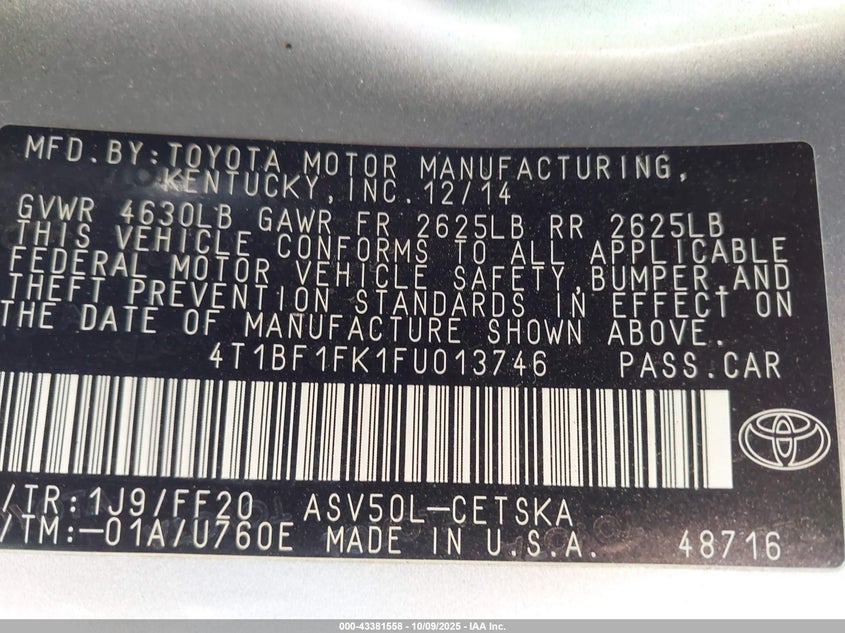 MFD.BY:TOYOTA MOTOR MANUFACTURING,
KENTUCKY,INC. 12/14
GVWR 4630LB GAWR FR 2625LB RR 2625LB
THIS VEHICLE CONFORMS TO ALL APPLICABLE
FEDERAL MOTOR VEHICLE SAFETY,BUMPER,AND
THEFT PREVENTION STANDARDS IN EFFECT ON
THE DATE OF MANUFACTURE SHOWN ABOVE.
4T1BF1FK1FU013746 PASS.CAR
/TR:1J9/FF20 ASV50L-CETSKA
/TM:-01A/U760E MADE IN U.S.A. 48716
000-43381558 - 10/09/2025 - IAA Inc.